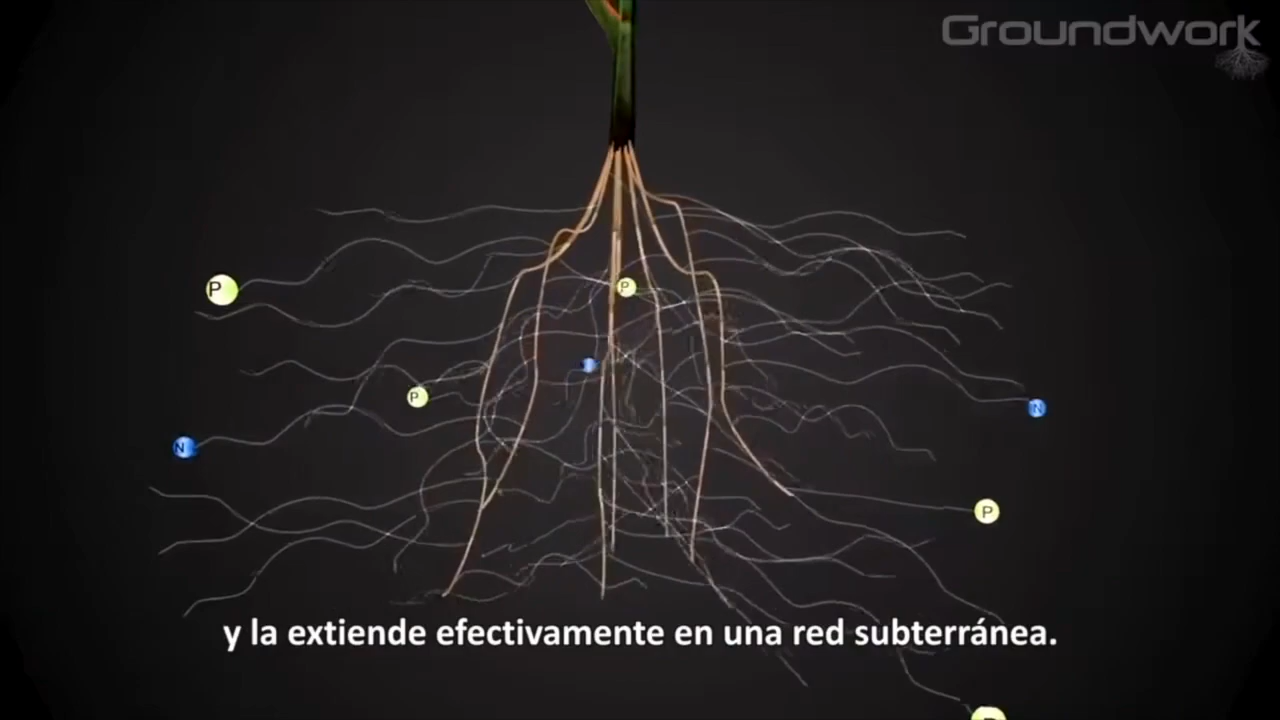 Groundwork
P
P
N
P
N
P
y la extiende efectivamente en una red subterránea.
P